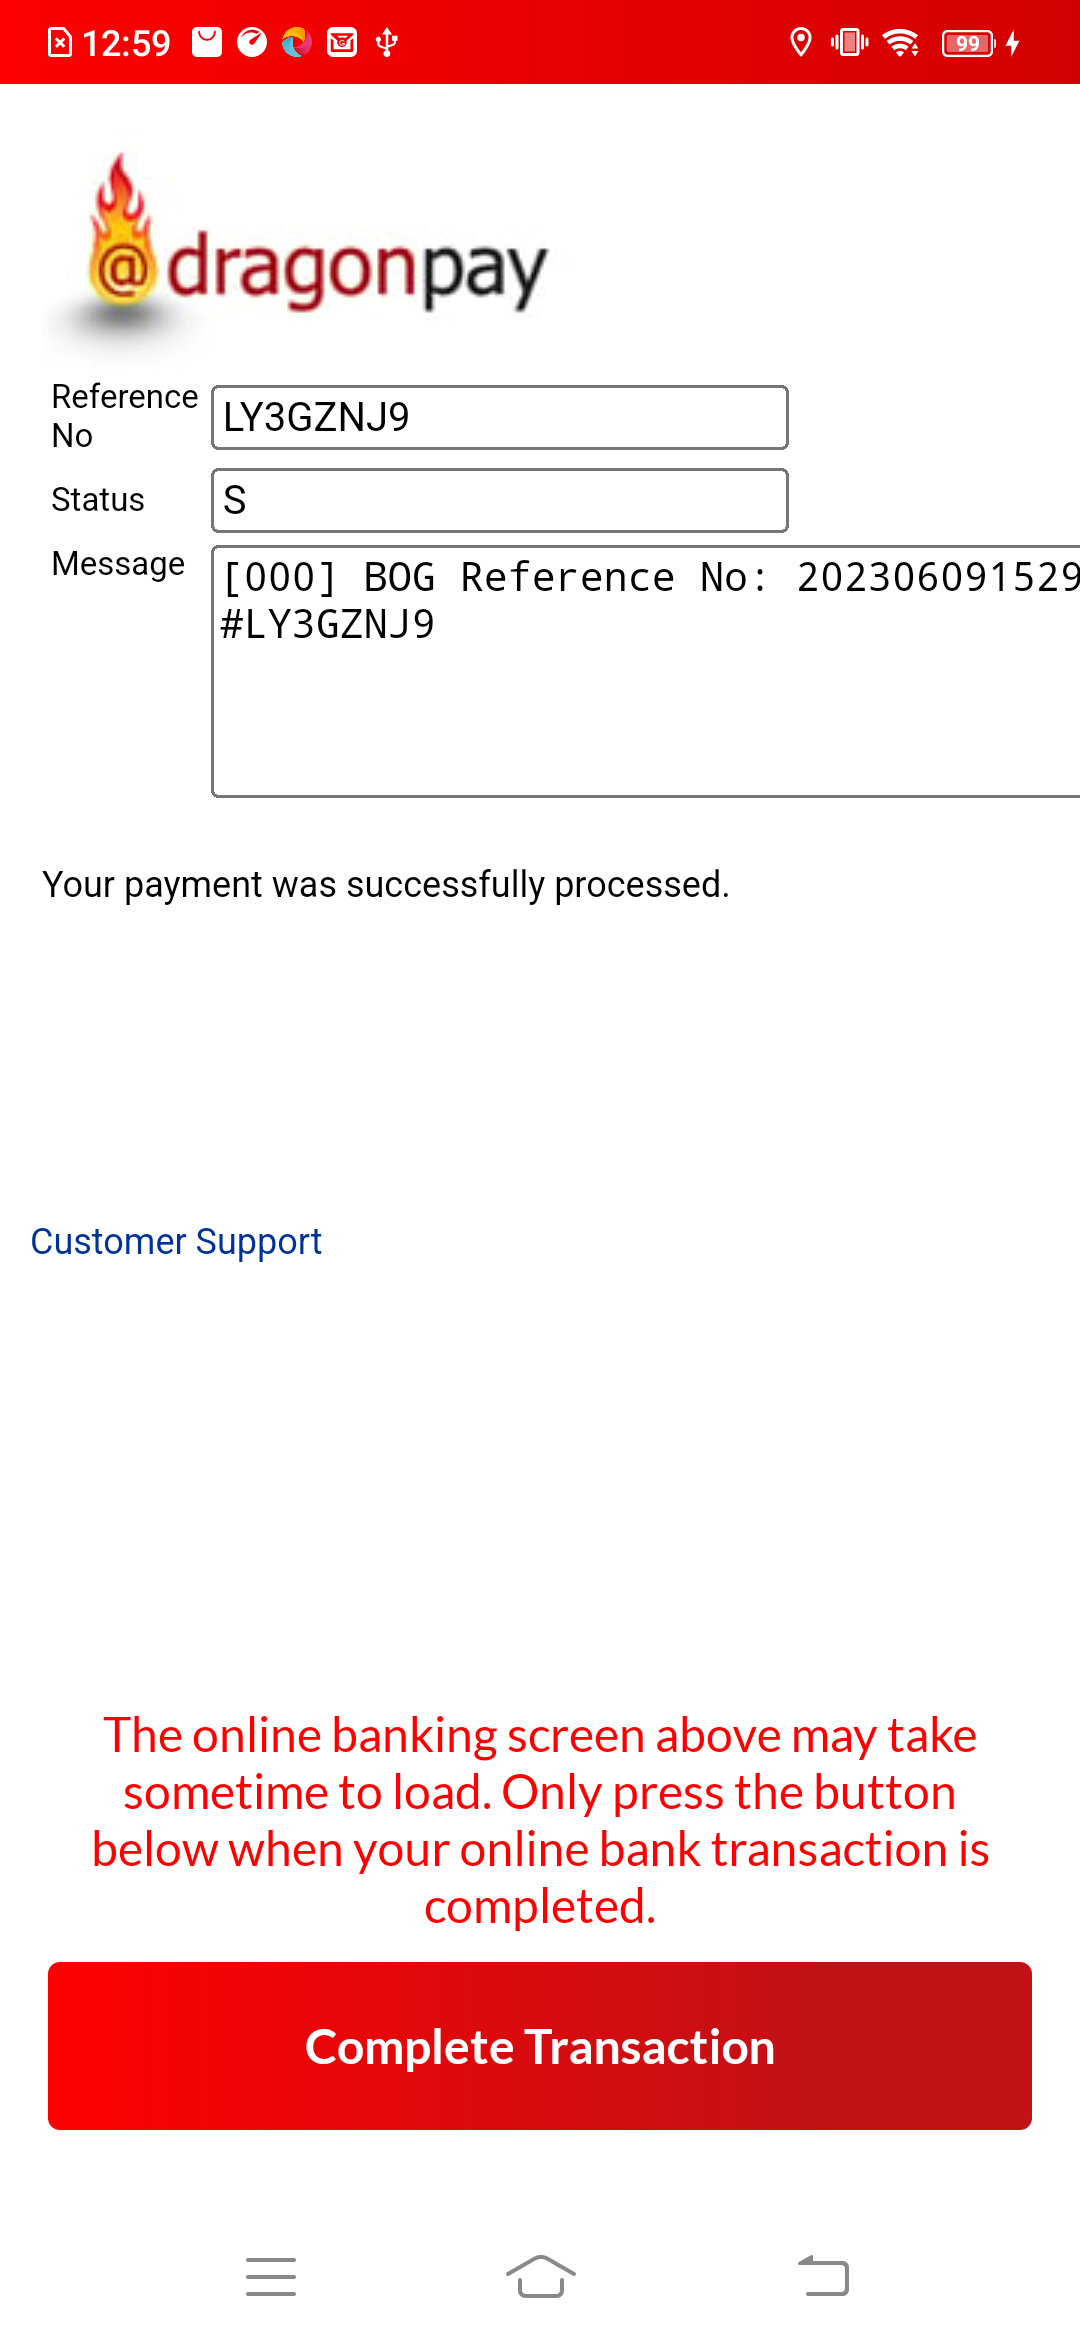 12:59
99
@dragonpay
Reference
No
LY3GZNJ9
Status
S
Message
[000] BOG Reference No: 202306091529
#LY3GZNJ9
Your payment was successfully processed.
Customer Support
The online banking screen above may take
sometime to load. Only press the button
below when your online bank transaction is
completed.
Complete Transaction